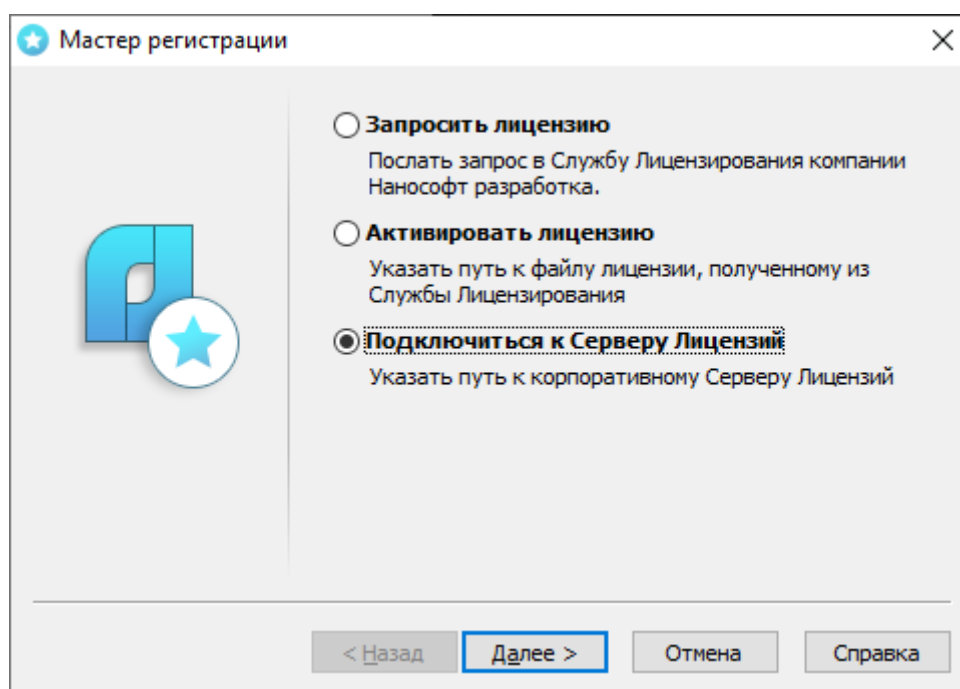 Мастер регистрации
Запросить лицензию
Послать запрос в Службу Лицензирования компании
Нанософт разработка.
Активировать лицензию
Указать путь к файлу лицензии, полученному из
Службы Лицензирования
Подключиться к Серверу Лицензий
Указать путь к корпоративному Серверу Лицензий
< Назад
Далее >
Отмена
Справка